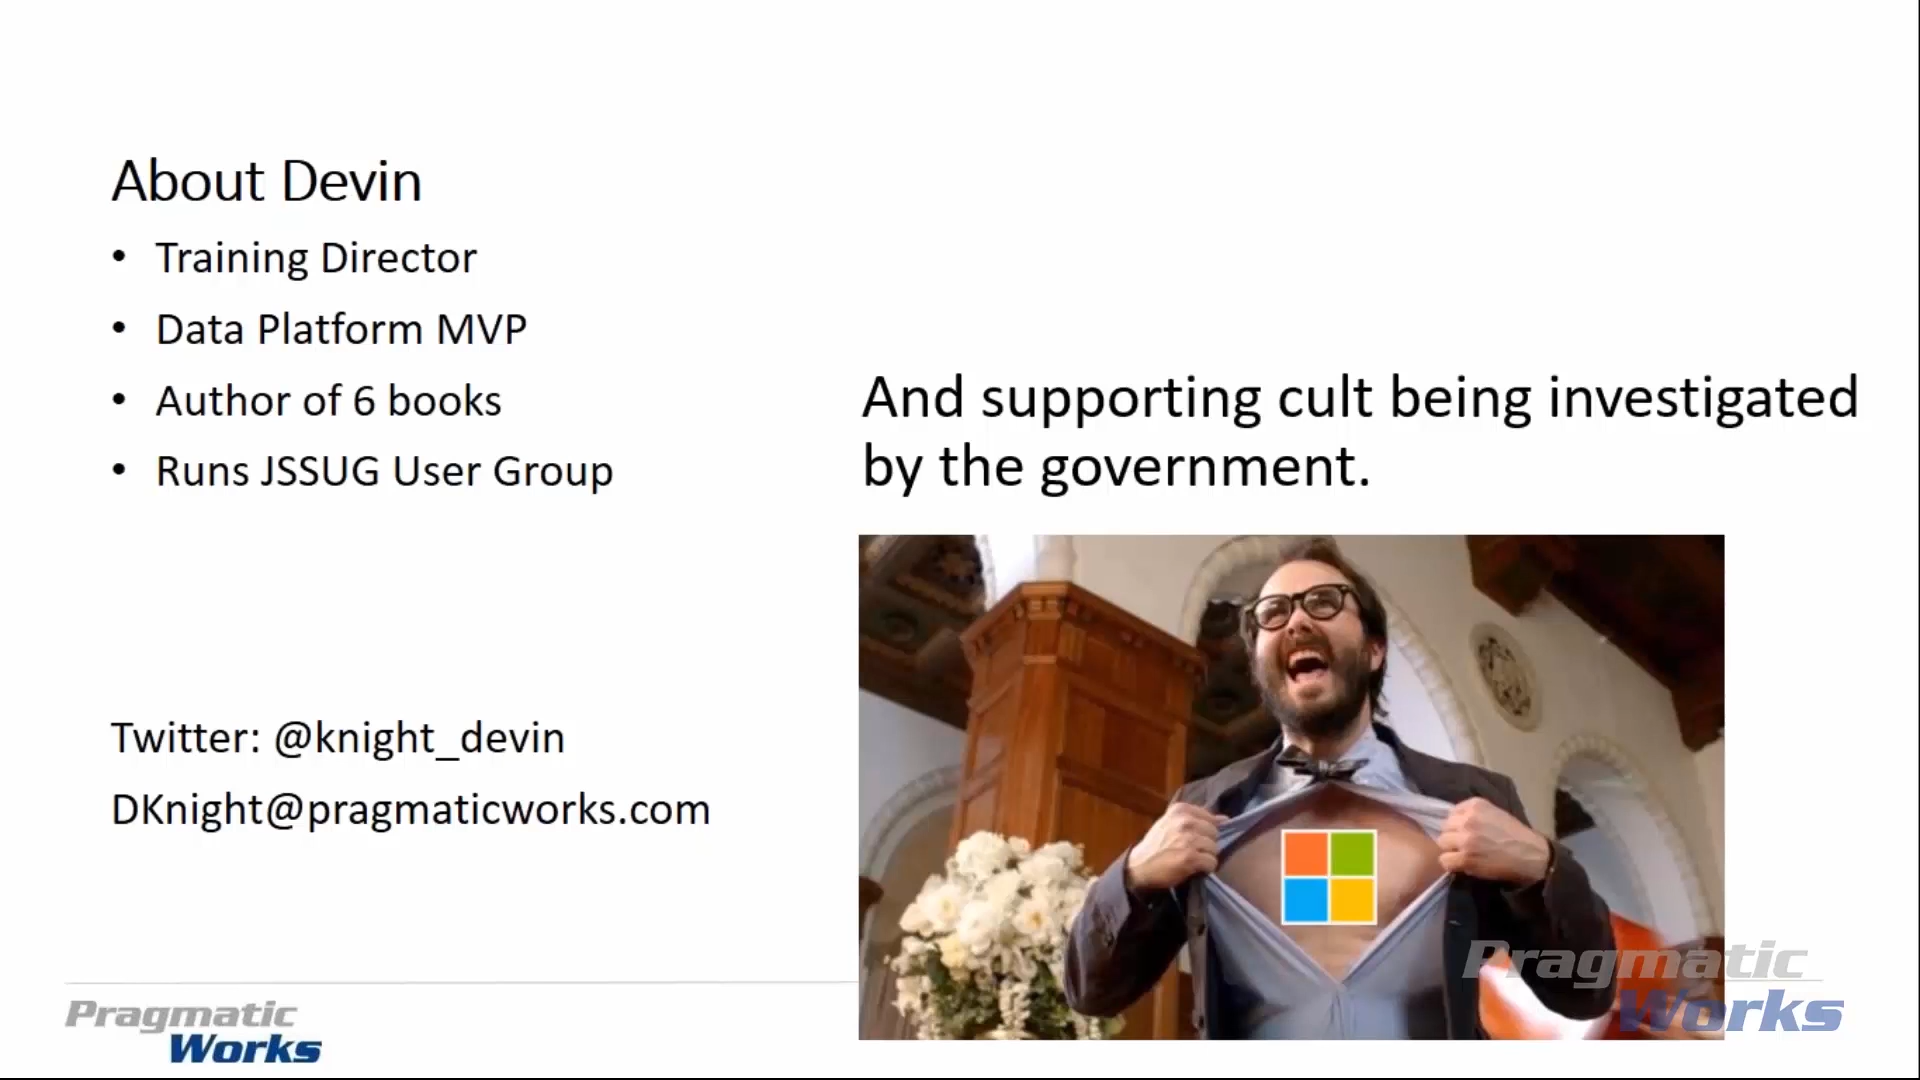 About Devin
• Training Director
• Data Platform MVP
• Author of 6 books
• Runs JSSUG User Group
Twitter: @knight_devin
DKnight@pragmaticworks.com
And supporting cult being investigated
by the government.
Pragmatic
Works
Pragmatic
Works